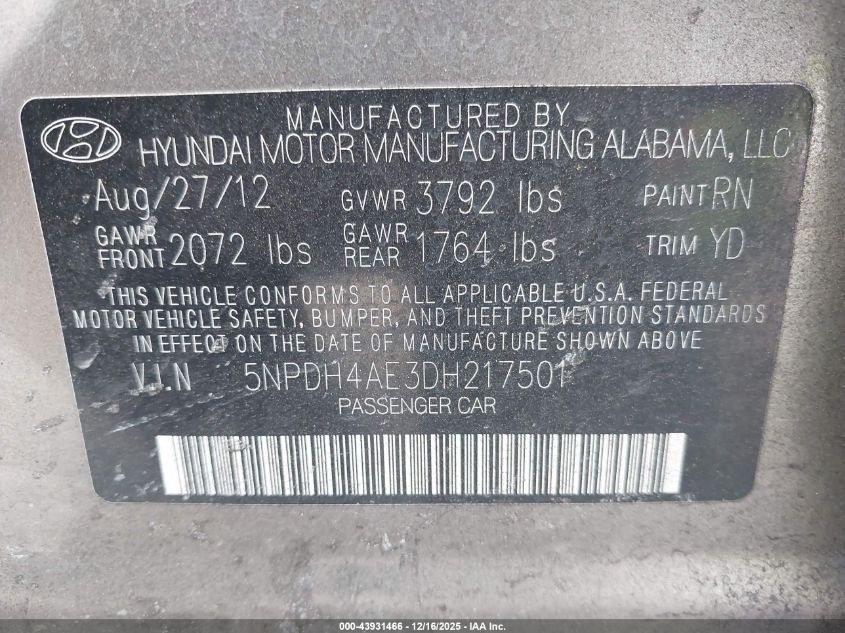 MANUFACTURED BY
HYUNDAI MOTOR MANUFACTURING ALABAMA, LLC
Aug/27/12 GVWR 3792 lbs PAINT RN
GAWR FRONT 2072 lbs GAWR REAR 1764 lbs TRIM YD
THIS VEHICLE CONFORMS TO ALL APPLICABLE U.S.A. FEDERAL
MOTOR VEHICLE SAFETY, BUMPER, AND THEFT PREVENTION STANDARDS
IN EFFECT ON THE DATE OF MANUFACTURE SHOWN ABOVE
V.I.N 5NPDH4AE3DH217501
PASSENGER CAR
000-43931466 - 12/16/2025 - IAA Inc.